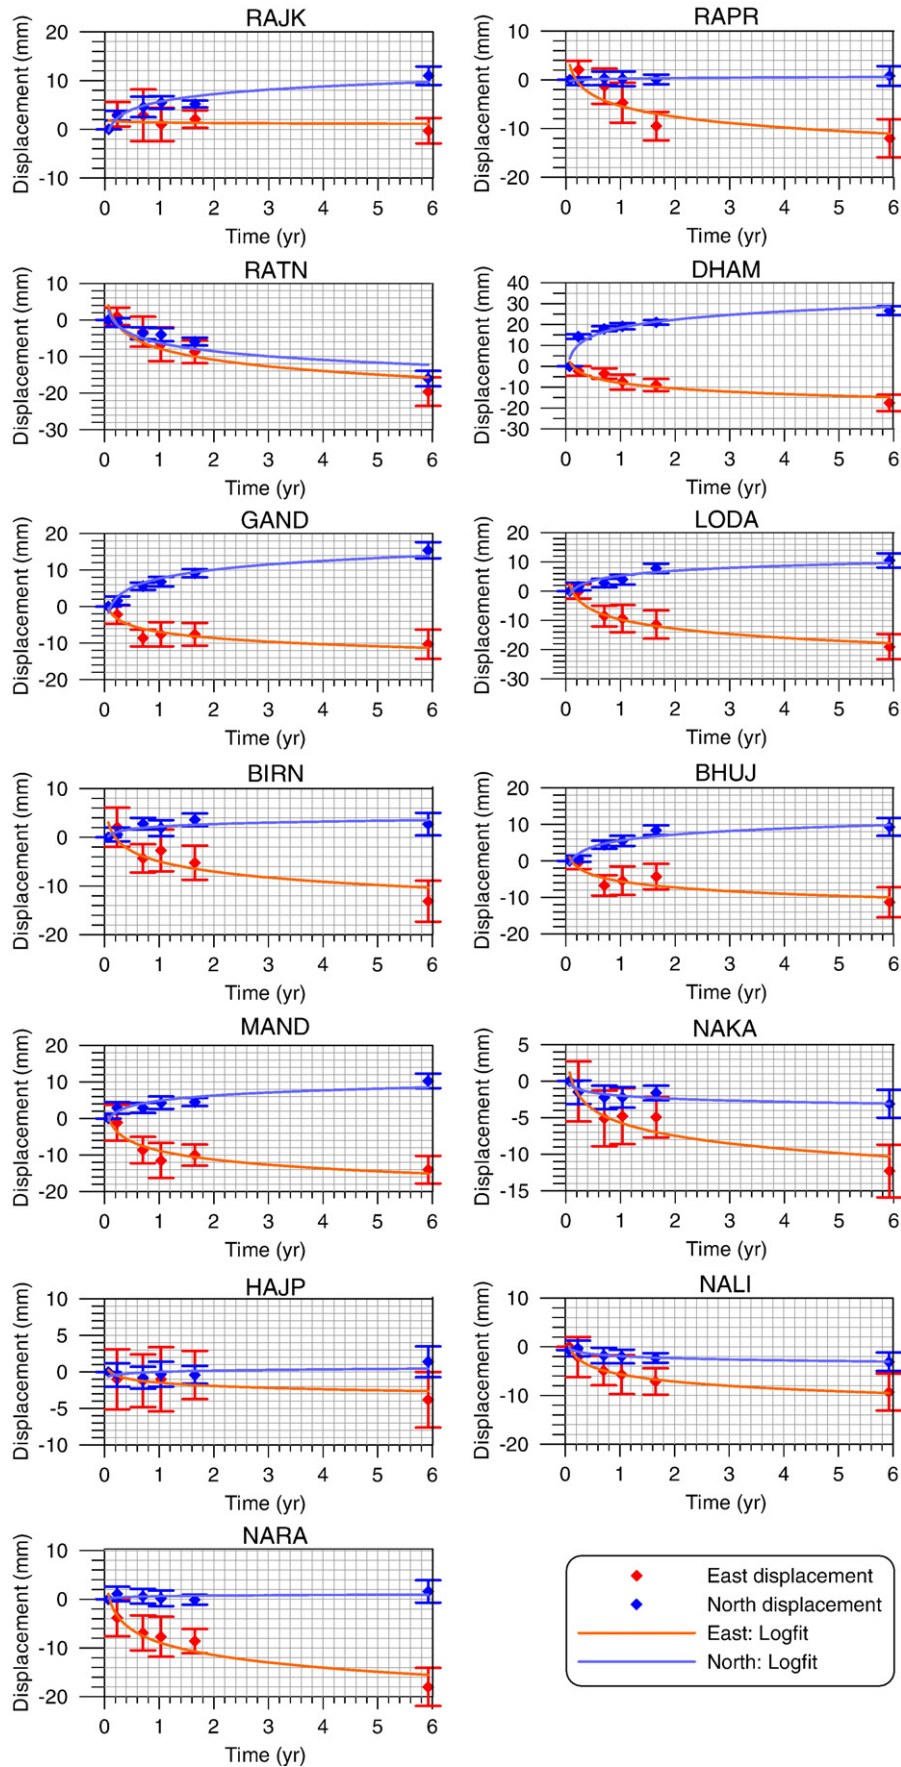 RAJK
Displacement (mm)
20
10
0
-10
0 1 2 3 4 5 6
Time (yr)
RAPR
Displacement (mm)
10
0
-10
-20
0 1 2 3 4 5 6
Time (yr)
RATN
Displacement (mm)
10
0
-10
-20
-30
0 1 2 3 4 5 6
Time (yr)
DHAM
Displacement (mm)
40
30
20
10
0
-10
-20
-30
0 1 2 3 4 5 6
Time (yr)
GAND
Displacement (mm)
20
10
0
-10
-20
0 1 2 3 4 5 6
Time (yr)
LODA
Displacement (mm)
20
10
0
-10
-20
-30
0 1 2 3 4 5 6
Time (yr)
BIRN
Displacement (mm)
10
0
-10
-20
0 1 2 3 4 5 6
Time (yr)
BHUJ
Displacement (mm)
20
10
0
-10
-20
0 1 2 3 4 5 6
Time (yr)
MAND
Displacement (mm)
20
10
0
-10
-20
0 1 2 3 4 5 6
Time (yr)
NAKA
Displacement (mm)
5
0
-5
-10
-15
0 1 2 3 4 5 6
Time (yr)
HAJP
Displacement (mm)
10
5
0
-5
-10
0 1 2 3 4 5 6
Time (yr)
NALI
Displacement (mm)
10
0
-10
-20
0 1 2 3 4 5 6
Time (yr)
NARA
Displacement (mm)
10
0
-10
-20
0 1 2 3 4 5 6
Time (yr)
East displacement
North displacement
East: Logfit
North: Logfit